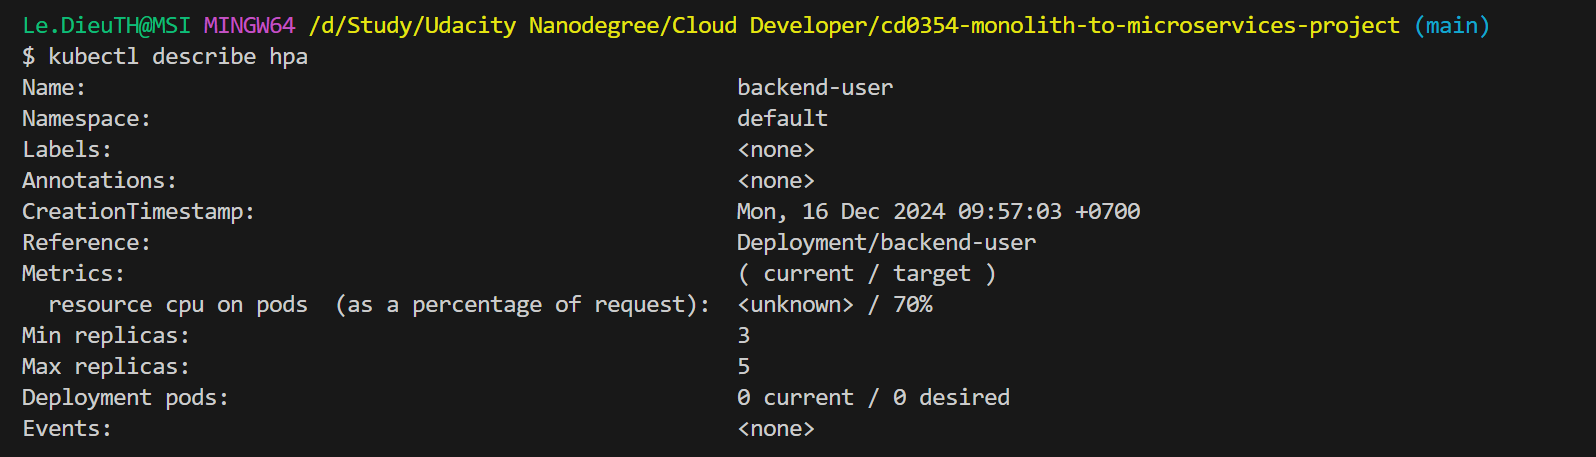 Le.DieuTH@MSI MINGW64 /d/Study/Udacity Nanodegree/Cloud Developer/cd0354-monolith-to-microservices-project (main)
$ kubectl describe hpa
Name: backend-user
Namespace: default
Labels: <none>
Annotations: <none>
CreationTimestamp: Mon, 16 Dec 2024 09:57:03 +0700
Reference: Deployment/backend-user
Metrics: ( current / target )
resource cpu on pods (as a percentage of request): <unknown> / 70%
Min replicas: 3
Max replicas: 5
Deployment pods: 0 current / 0 desired
Events: <none>